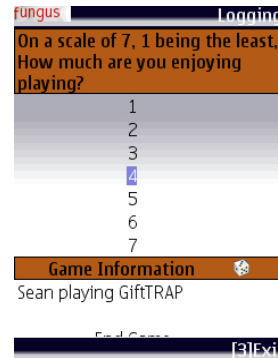 fungus
Logging
On a scale of 7, 1 being the least,
How much are you enjoying
playing?
1
2
3
4
5
6
7
Game Information
Sean playing GiftTRAP
End Game
[3]Exi